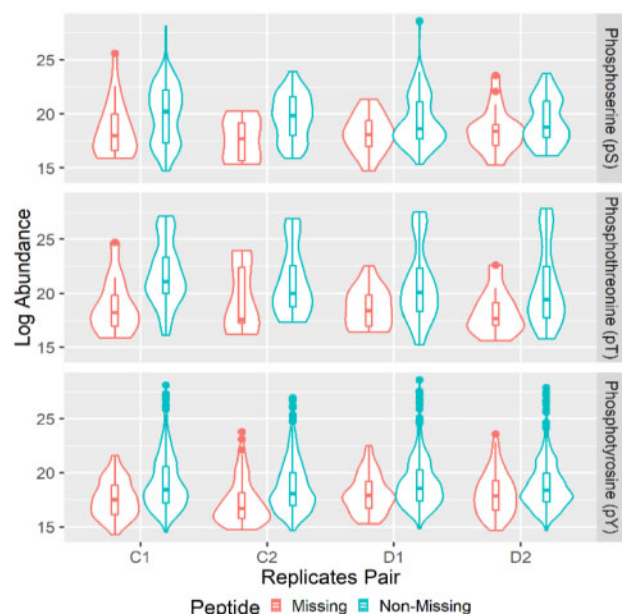 25
20
15
Phosphoserine (pS)
25
20
15
Phosphothreonine (pT)
25
20
15
Phosphotyrosine (pY)
Log Abundance
C1 C2 D1 D2
Replicates Pair
Peptide Missing Non-Missing